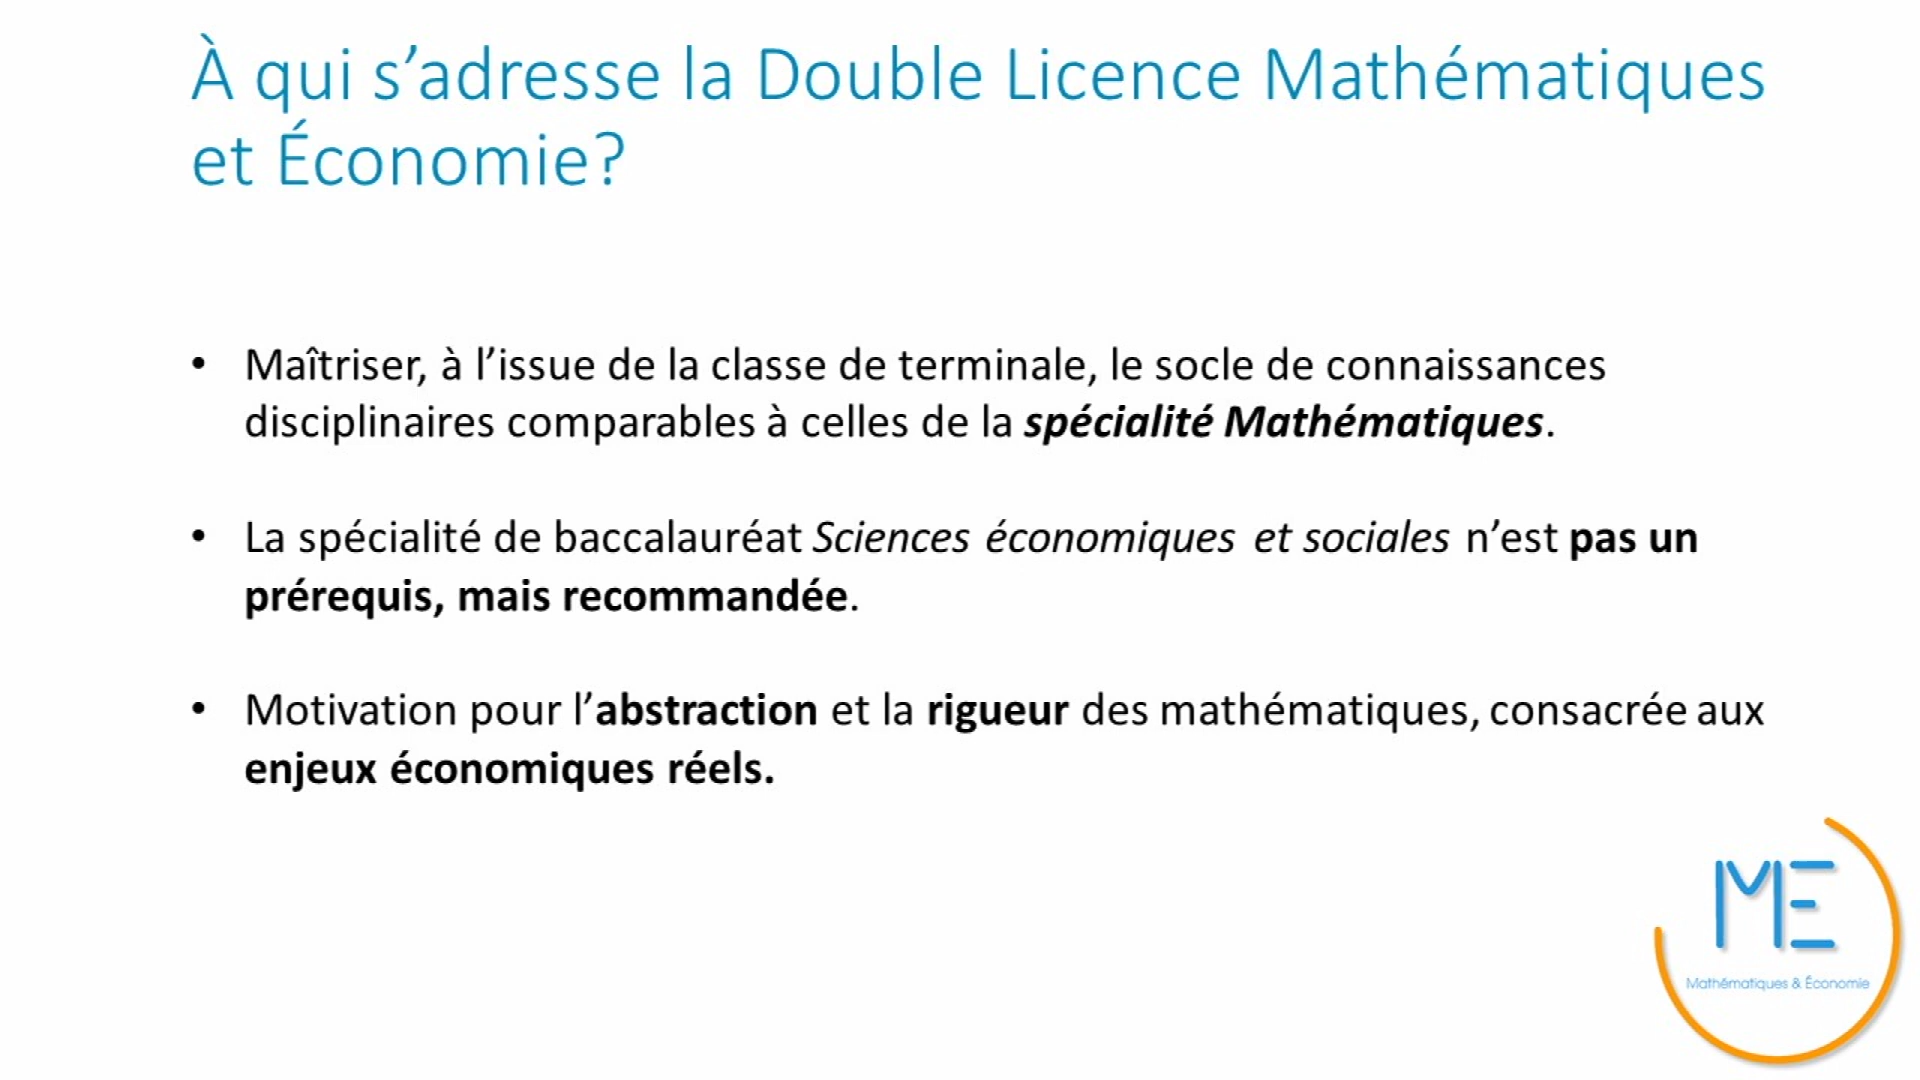 À qui s’adresse la Double Licence Mathématiques
et Économie?
• Maîtriser, à l’issue de la classe de terminale, le socle de connaissances
disciplinaires comparables à celles de la spécialité Mathématiques.
• La spécialité de baccalauréat Sciences économiques et sociales n’est pas un
prérequis, mais recommandée.
• Motivation pour l’abstraction et la rigueur des mathématiques, consacrée aux
enjeux économiques réels.
ME
Mathématiques & Économie